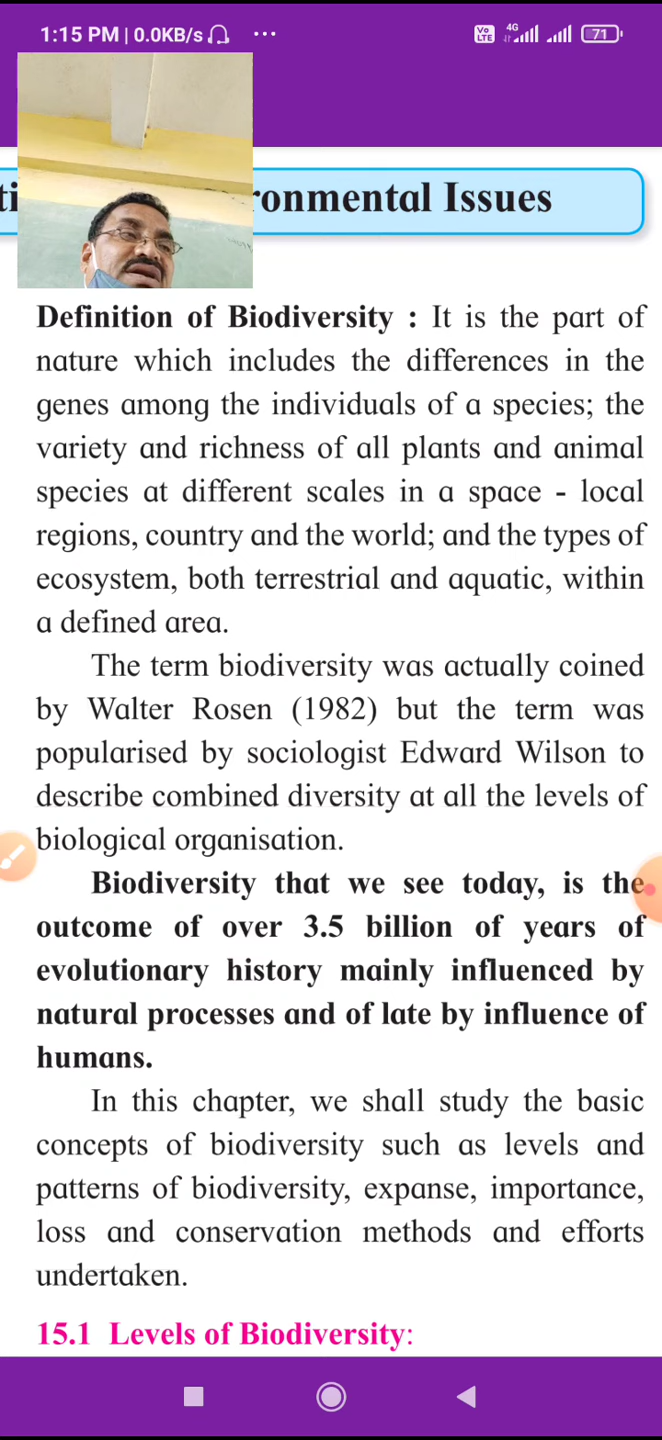 1:15 PM | 0.0KB/s ...
Vo LTE 4G 71
ti ronmental Issues
Definition of Biodiversity : It is the part of
nature which includes the differences in the
genes among the individuals of a species; the
variety and richness of all plants and animal
species at different scales in a space - local
regions, country and the world; and the types of
ecosystem, both terrestrial and aquatic, within
a defined area.
The term biodiversity was actually coined
by Walter Rosen (1982) but the term was
popularised by sociologist Edward Wilson to
describe combined diversity at all the levels of
biological organisation.
Biodiversity that we see today, is the
outcome of over 3.5 billion of years of
evolutionary history mainly influenced by
natural processes and of late by influence of
humans.
In this chapter, we shall study the basic
concepts of biodiversity such as levels and
patterns of biodiversity, expanse, importance,
loss and conservation methods and efforts
undertaken.
15.1 Levels of Biodiversity: